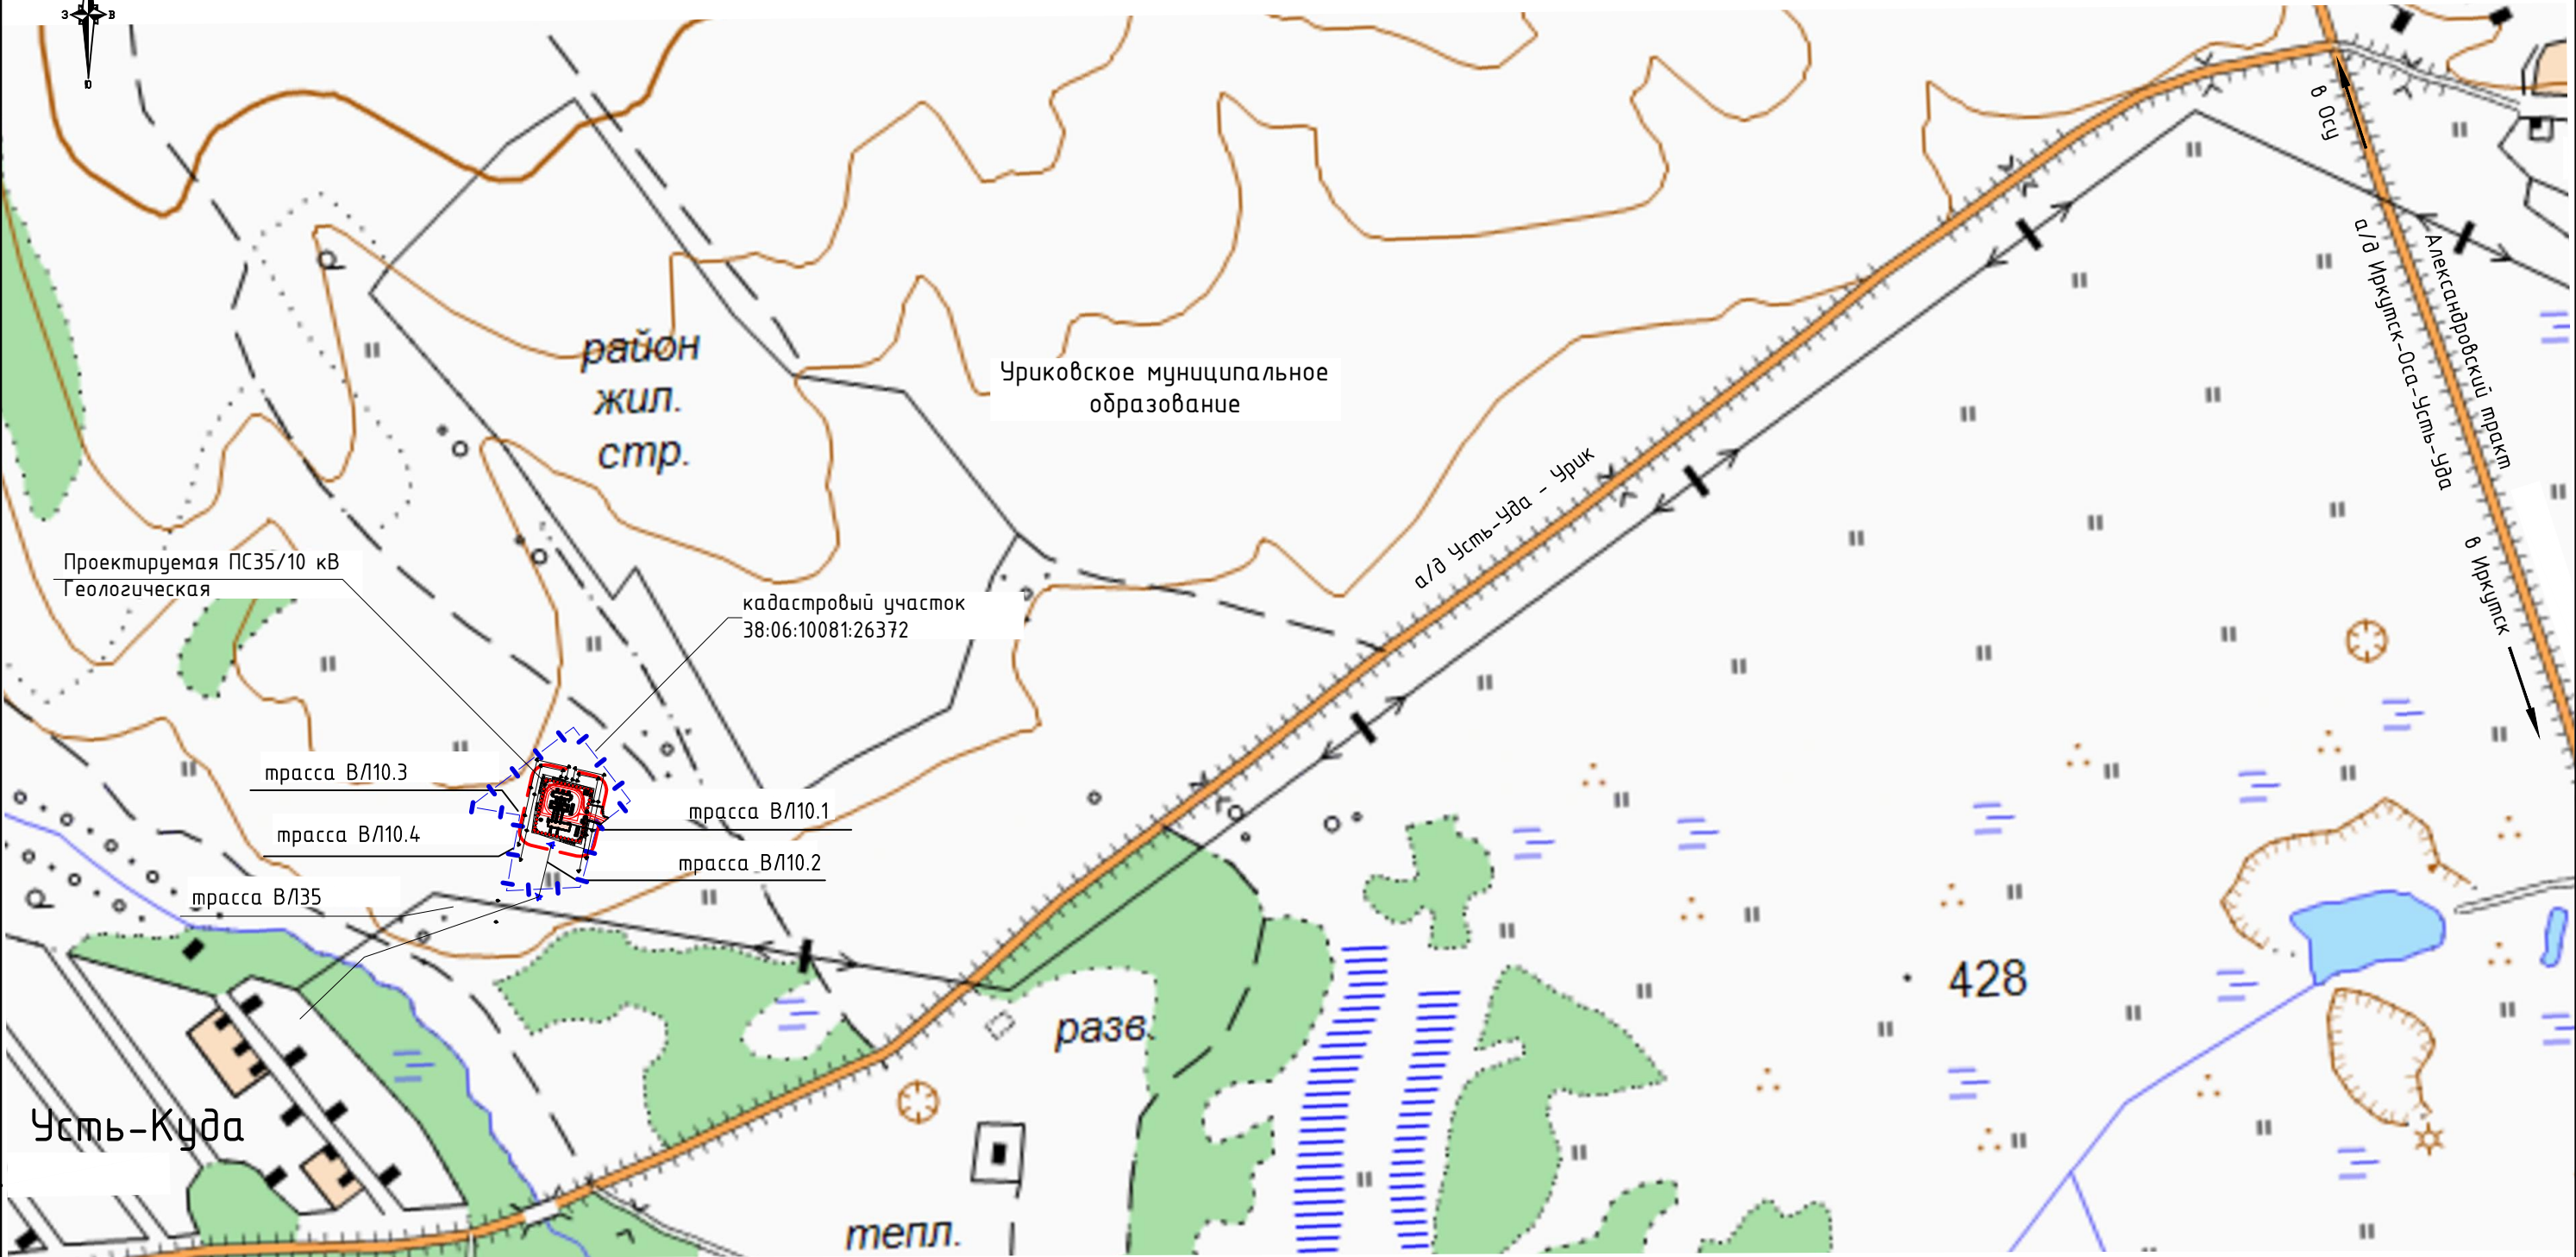 З В
Ю
в Осу
Александровский тракт
а/д Иркутск-Оса-Усть-Уда
в Иркутск
район
жил.
стр.
Уриковское муниципальное
образование
а/д Усть-Уда - Урик
Проектируемая ПС35/10 кВ
Геологическая
кадастровый участок
38:06:10081:26372
трасса ВЛ10.3
трасса ВЛ10.1
трасса ВЛ10.4
трасса ВЛ10.2
трасса ВЛ35
428
разв.
Усть-Куда
тепл.